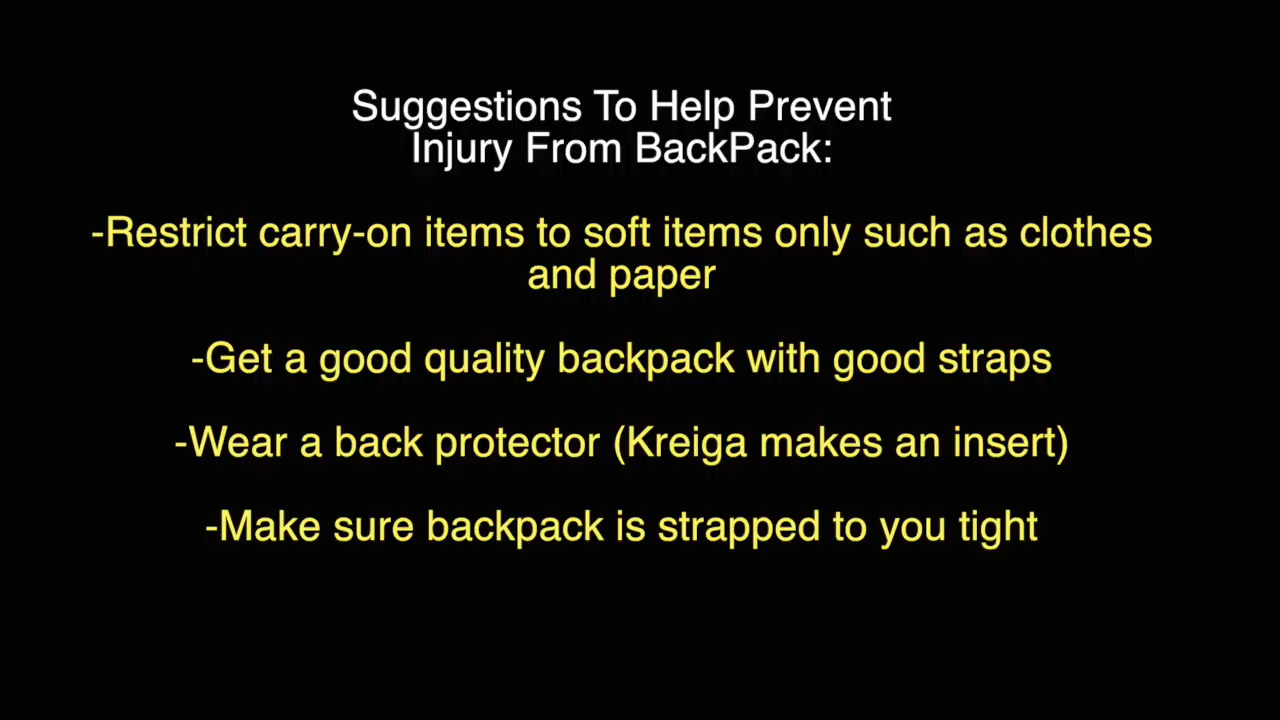 Suggestions To Help Prevent
Injury From BackPack:
-Restrict carry-on items to soft items only such as clothes
and paper
-Get a good quality backpack with good straps
-Wear a back protector (Kreiga makes an insert)
-Make sure backpack is strapped to you tight